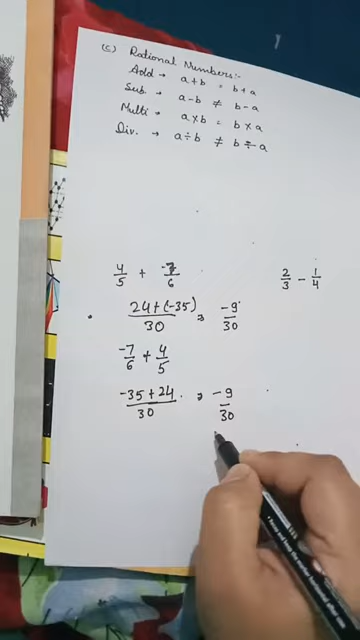 (c) Rational Numbers:-
Add → a+b = b+a
Sub. → a-b ≠ b-a
Multi → a×b = b×a
Div. → a÷b ≠ b÷a
4/5 + -7/6
2/3 - 1/4
24+(-35)/30 ⇒ -9/30
-7/6 + 4/5
-35+24/30 ⇒ -9/30